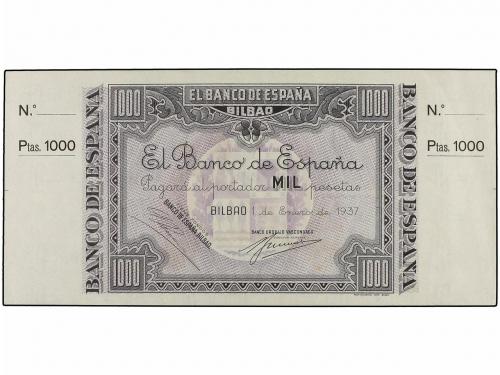 EL BANCO DE ESPAÑA
BILBAO
1000
1000
N.º
Ptas. 1000
BANCO DE ESPAÑA
El Banco de España
Pagará al portador MIL pesetas
BILBAO 1 de Enero de 1937
BANCO DE ESPAÑA BILBAO
BANCO URQUIJO VASCONGADO
1000
1000
BANCO DE ESPAÑA
N.º
Ptas. 1000